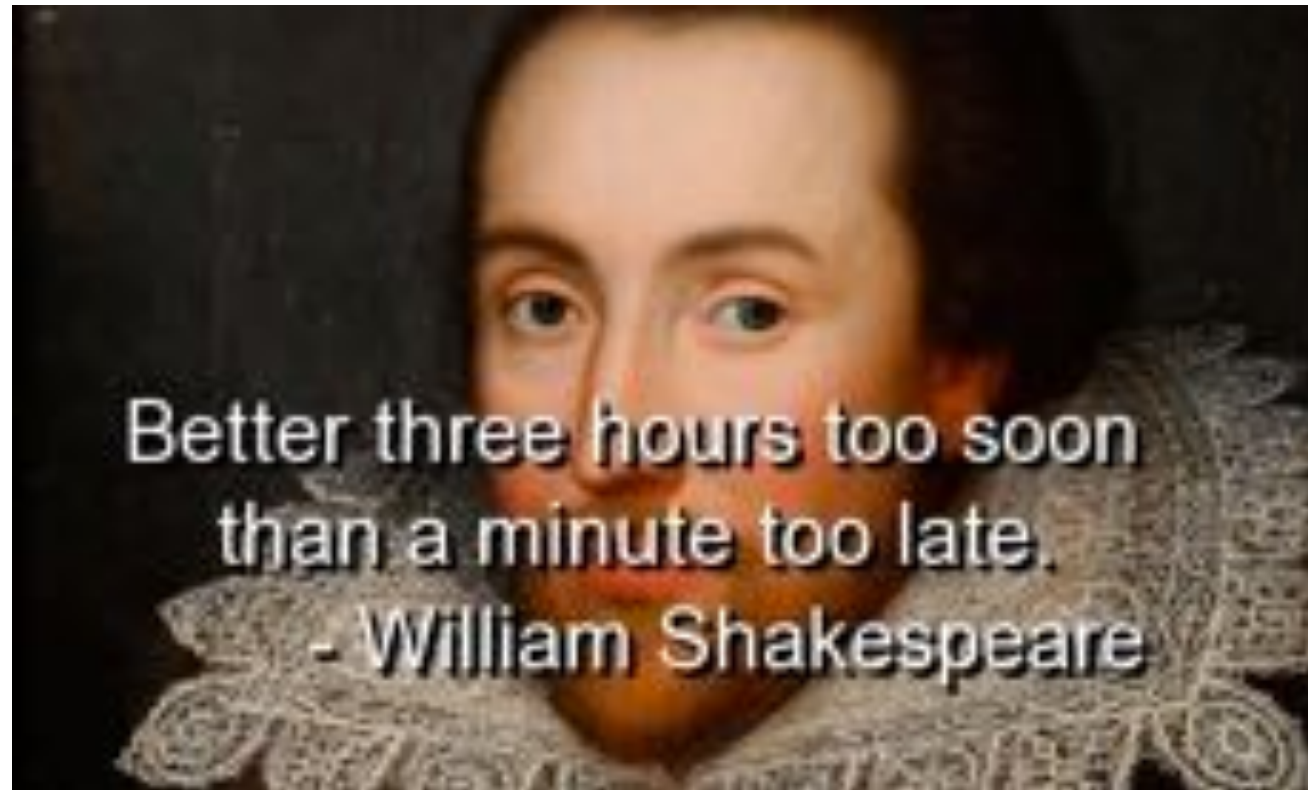 Better three hours too soon
than a minute too late.
- William Shakespeare